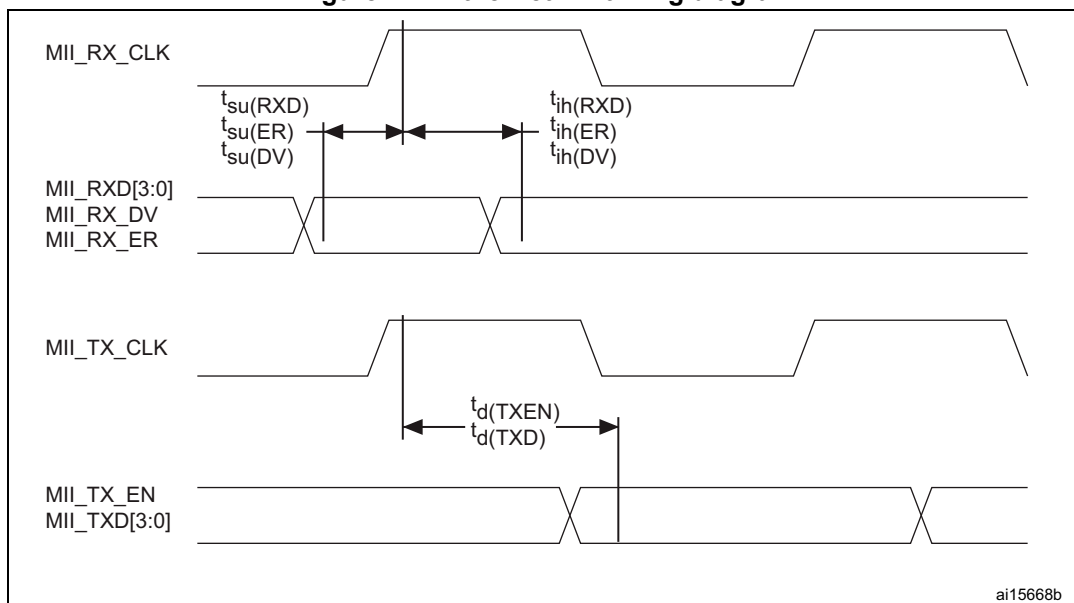 MII_RX_CLK
tsu(RXD)
tsu(ER)
tsu(DV)
tih(RXD)
tih(ER)
tih(DV)
MII_RXD[3:0]
MII_RX_DV
MII_RX_ER
MII_TX_CLK
td(TXEN)
td(TXD)
MII_TX_EN
MII_TXD[3:0]
ai15668b